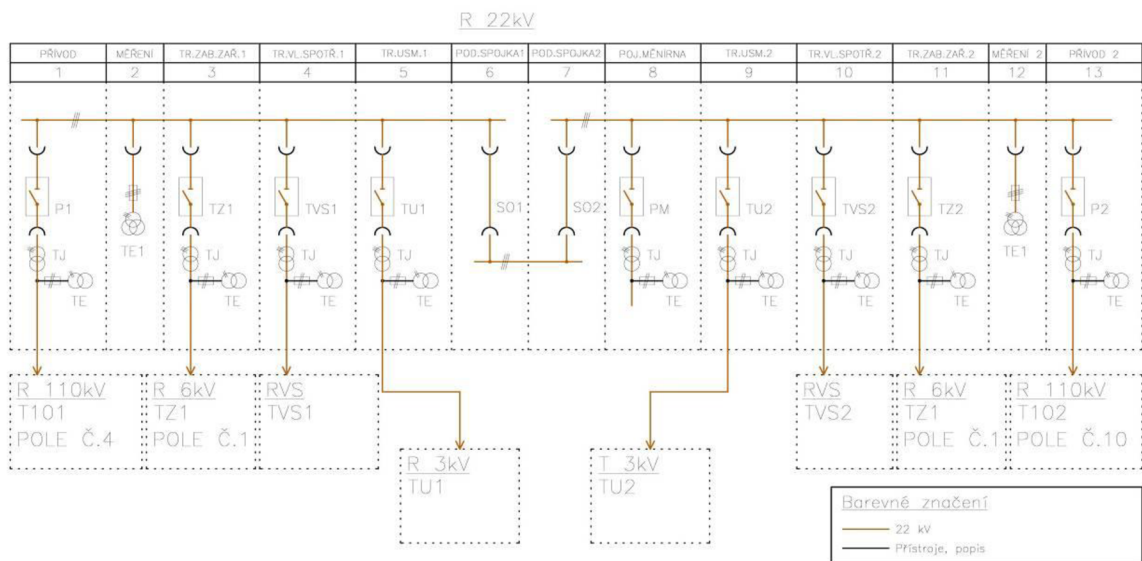 R 22kV
PŘÍVOD MĚŘENÍ TR.ZAB.ZAŘ.1 TR.VL.SPOTŘ.1 TR.USM.1 POD.SPOJKA1 POD.SPOJKA2 POJ.MĚNÍRNA TR.USM.2 TR.VL.SPOTŘ.2 TR.ZAB.ZAŘ.2 MĚŘENÍ 2 PŘÍVOD 2
1 2 3 4 5 6 7 8 9 10 11 12 13
P1 TZ1 TVS1 TU1 SO1 SO2 PM TU2 TVS2 TZ2 P2
TJ TE1 TJ TJ TJ TJ TJ TJ TJ TE1 TJ
TE TE TE TE TE TE TE TE TE
R 110kV R 6kV RVS RVS R 6kV R 110kV
T101 TZ1 TVS1 TVS2 TZ1 T102
POLE Č.4 POLE Č.1 POLE Č.1 POLE Č.10
R 3kV T 3kV
TU1 TU2
Barevné značení
22 kV
Přístroje, popis